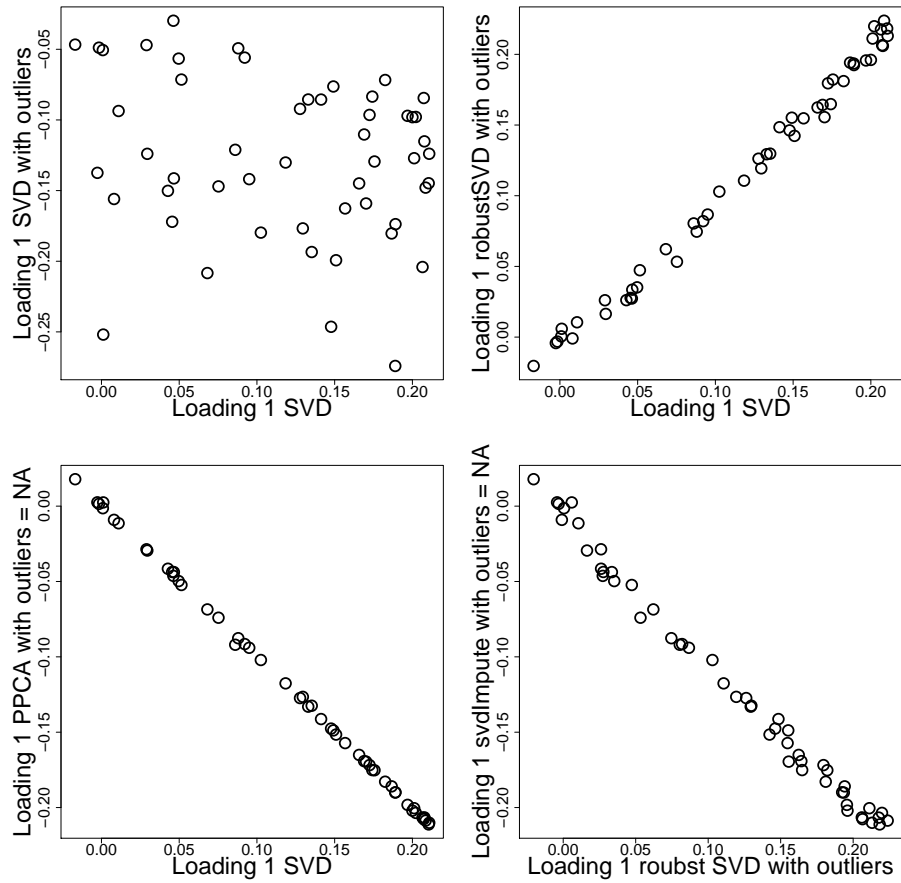 Loading 1 SVD with outliers
-0.05
-0.10
-0.15
-0.20
-0.25
0.00 0.05 0.10 0.15 0.20
Loading 1 SVD
Loading 1 robustSVD with outliers
0.20
0.15
0.10
0.05
0.00
0.00 0.05 0.10 0.15 0.20
Loading 1 SVD
Loading 1 PPCA with outliers = NA
0.00
-0.05
-0.10
-0.15
-0.20
0.00 0.05 0.10 0.15 0.20
Loading 1 SVD
Loading 1 svdImpute with outliers = NA
0.00
-0.05
-0.10
-0.15
-0.20
0.00 0.05 0.10 0.15 0.20
Loading 1 roubst SVD with outliers